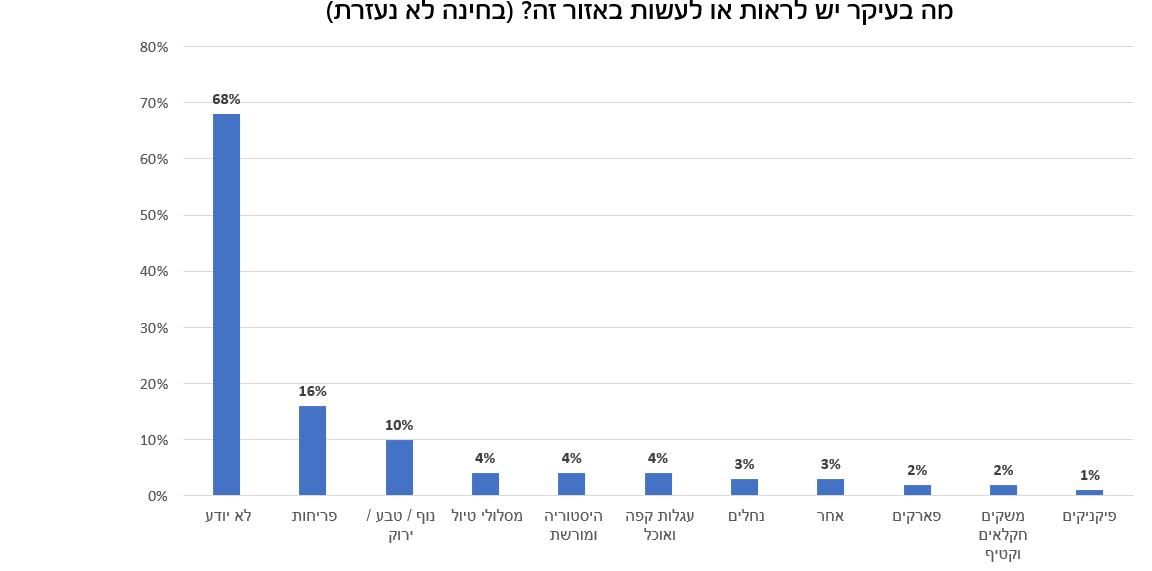 מה בעיקר יש לראות או לעשות באזור זה? (בחינה לא נעזרת)
80%
70%
60%
50%
40%
30%
20%
10%
0%
68%
16%
10%
4%
4%
4%
3%
3%
2%
2%
1%
לא יודע
פריחות
נוף / טבע /
ירוק
מסלולי טיול
היסטוריה
ומורשת
עגלות קפה
ואוכל
נחלים
אחר
פארקים
משקים
חקלאים
וקטיף
פיקניקים